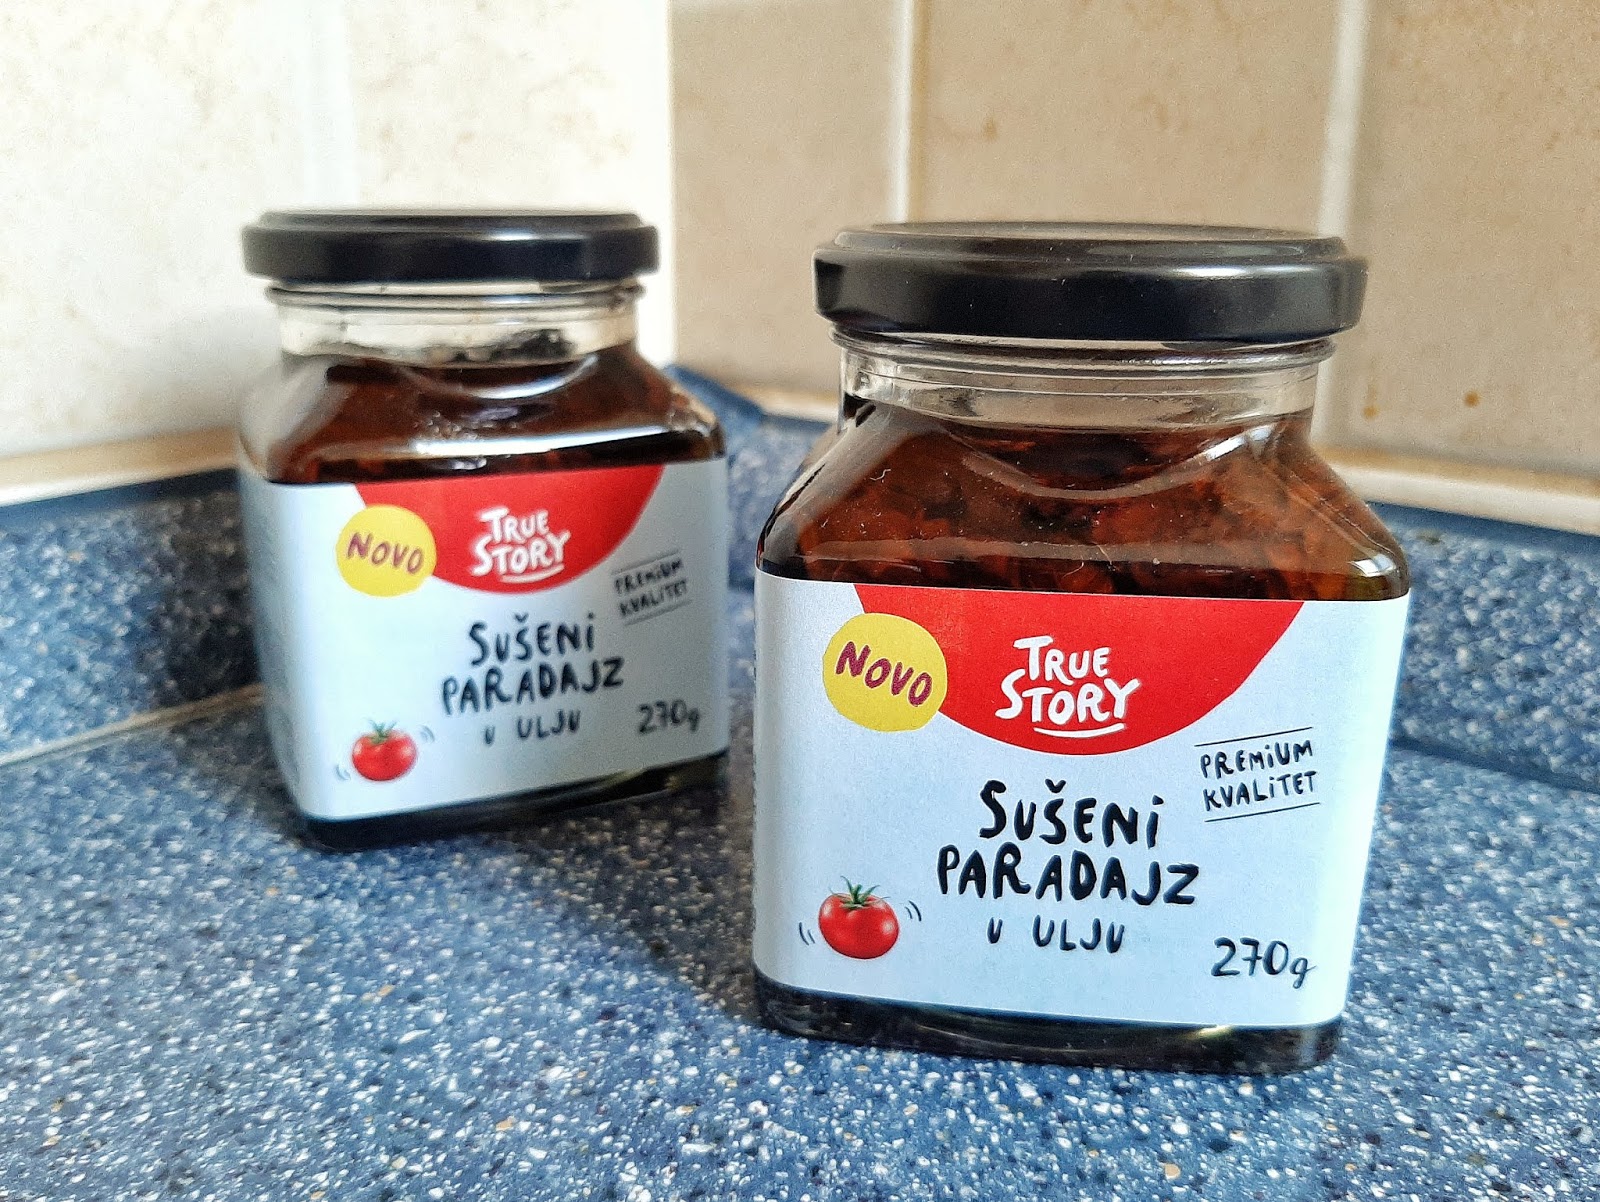 NOVO
TRUE
STORY
PREMiUM
KVALiTET
SUŠENi
PARADAJZ
U ULJU
270g
NOVO
TRUE
STORY
PREMiUM
KVALiTET
SUŠENi
PARADAJZ
U ULJU
270g